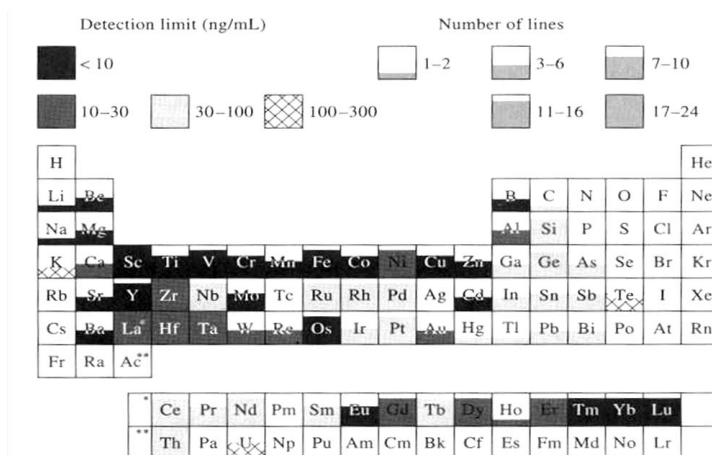 Detection limit (ng/mL) Number of lines
< 10 1–2 3–6 7–10
10–30 30–100 100–300 11–16 17–24
H He
Li Be B C N O F Ne
Na Mg Al Si P S Cl Ar
K Ca Sc Ti V Cr Mn Fe Co Ni Cu Zn Ga Ge As Se Br Kr
Rb Sr Y Zr Nb Mo Tc Ru Rh Pd Ag Cd In Sn Sb Te I Xe
Cs Ba La* Hf Ta W Re Os Ir Pt Au Hg Tl Pb Bi Po At Rn
Fr Ra Ac**
* Ce Pr Nd Pm Sm Eu Gd Tb Dy Ho Er Tm Yb Lu
** Th Pa U Np Pu Am Cm Bk Cf Es Fm Md No Lr